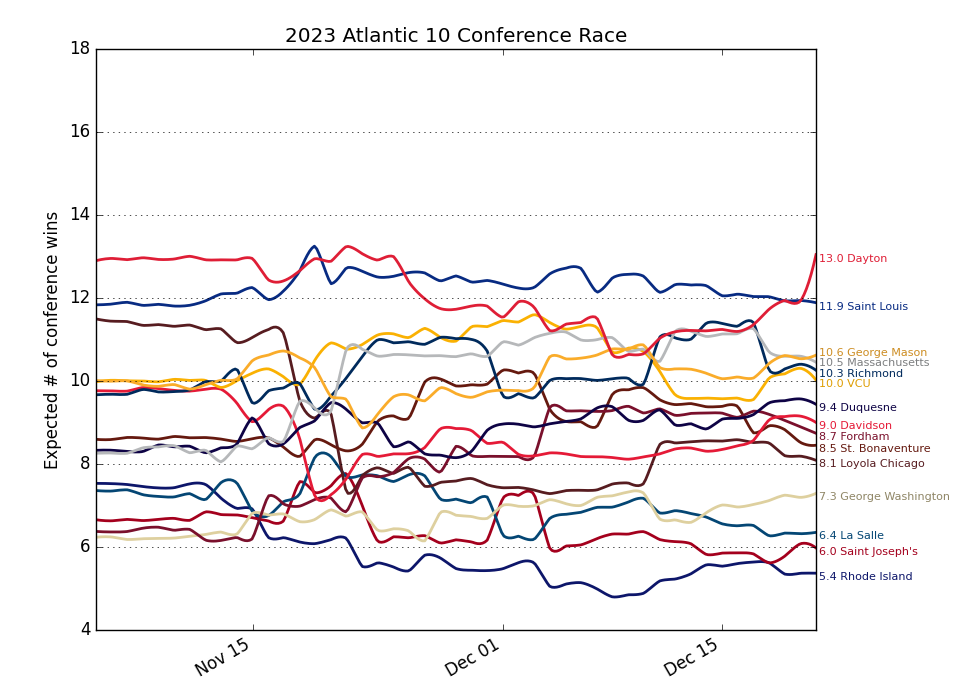 2023 Atlantic 10 Conference Race
Expected # of conference wins
18
16
14
12
10
8
6
4
Nov 15
Dec 01
Dec 15
13.0 Dayton
11.9 Saint Louis
10.6 George Mason
10.5 Massachusetts
10.3 Richmond
10.0 VCU
9.4 Duquesne
9.0 Davidson
8.7 Fordham
8.5 St. Bonaventure
8.1 Loyola Chicago
7.3 George Washington
6.4 La Salle
6.0 Saint Joseph's
5.4 Rhode Island